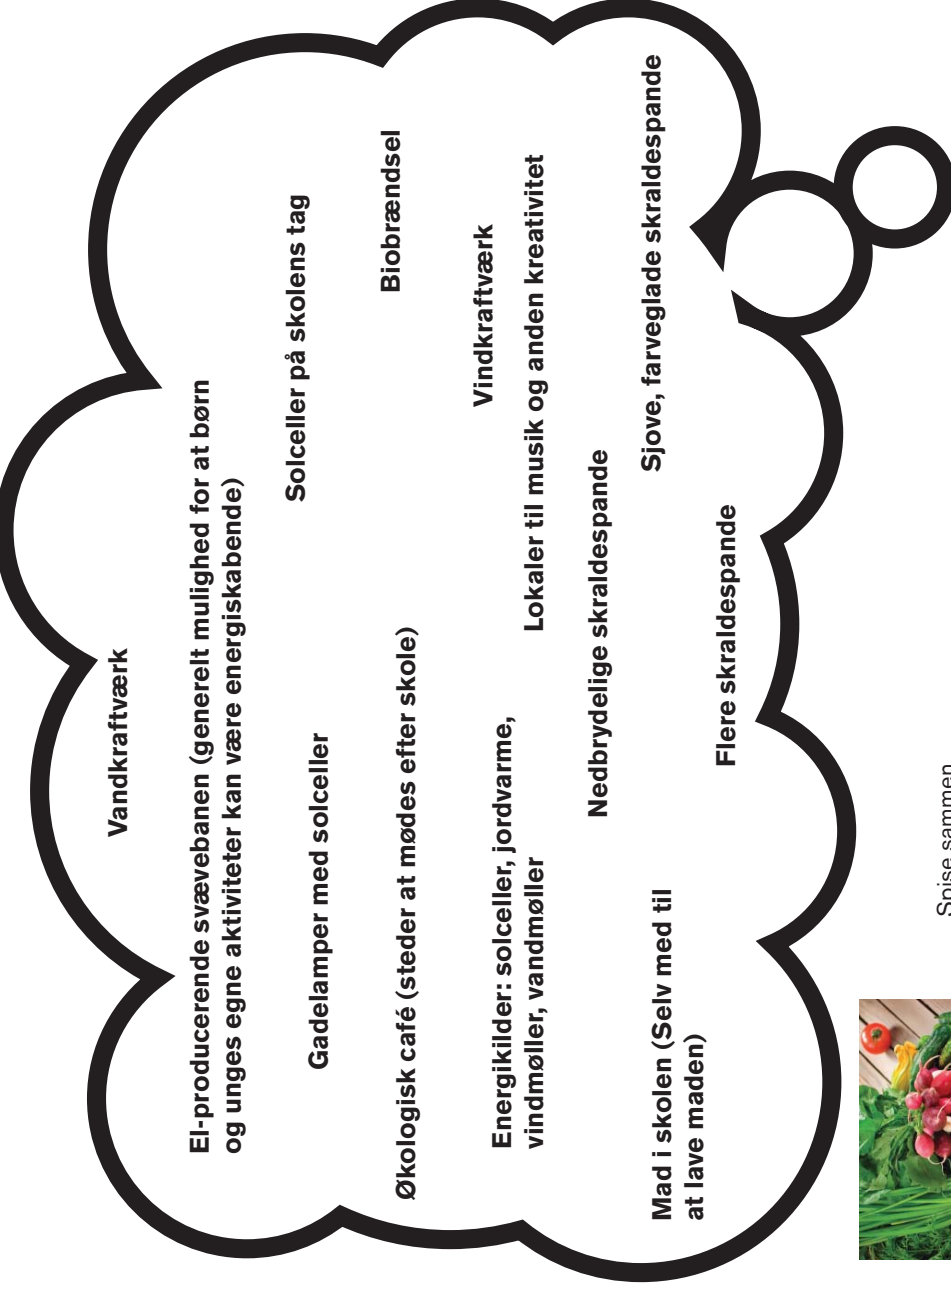 Vandkraftværk
El-producerende svævebanen (generelt mulighed for at børn
og unges egne aktiviteter kan være energiskabende)
Solceller på skolens tag
Gadelamper med solceller
Biobrændsel
Økologisk café (steder at mødes efter skole)
Vindkraftværk
Energikilder: solceller, jordvarme,
vindmøller, vandmøller
Lokaler til musik og anden kreativitet
Nedbrydelige skraldespande
Sjove, farveglade skraldespande
Mad i skolen (Selv med til
at lave maden)
Flere skraldespande
Spise sammen